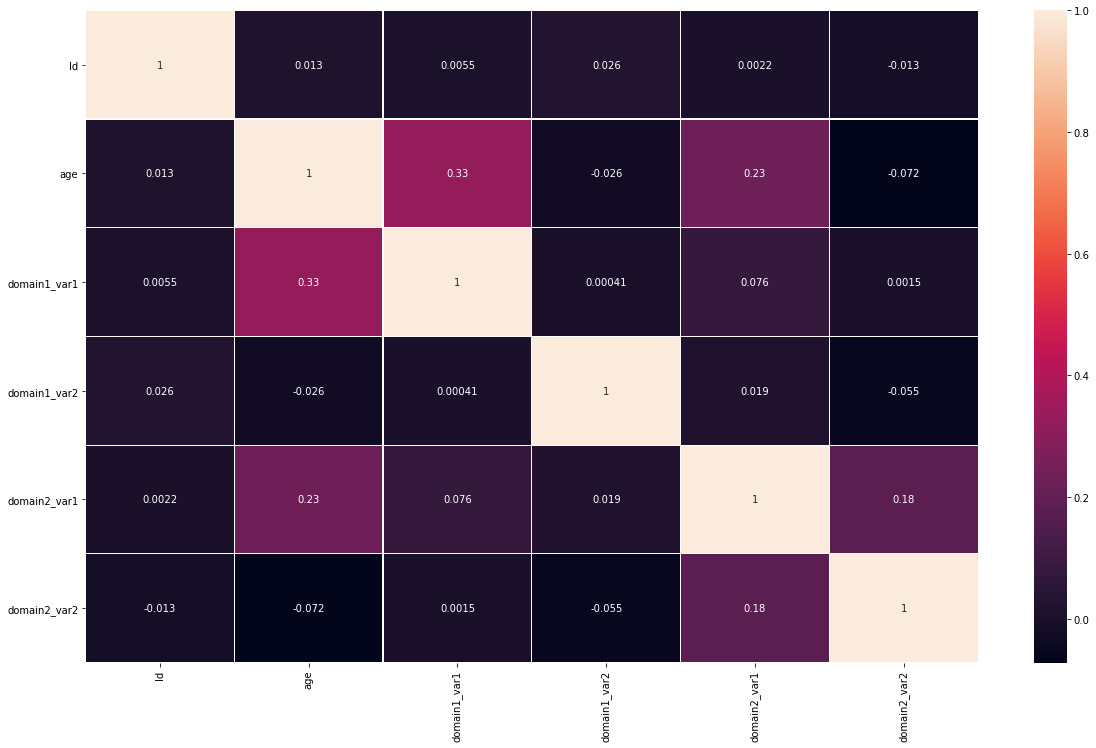 1.0
Id 1 0.013 0.0055 0.026 0.0022 -0.013
0.8
age 0.013 1 0.33 -0.026 0.23 -0.072
0.6
domain1_var1 0.0055 0.33 1 0.00041 0.076 0.0015
0.4
domain1_var2 0.026 -0.026 0.00041 1 0.019 -0.055
0.2
domain2_var1 0.0022 0.23 0.076 0.019 1 0.18
domain2_var2 -0.013 -0.072 0.0015 -0.055 0.18 1
0.0
Id
age
domain1_var1
domain1_var2
domain2_var1
domain2_var2